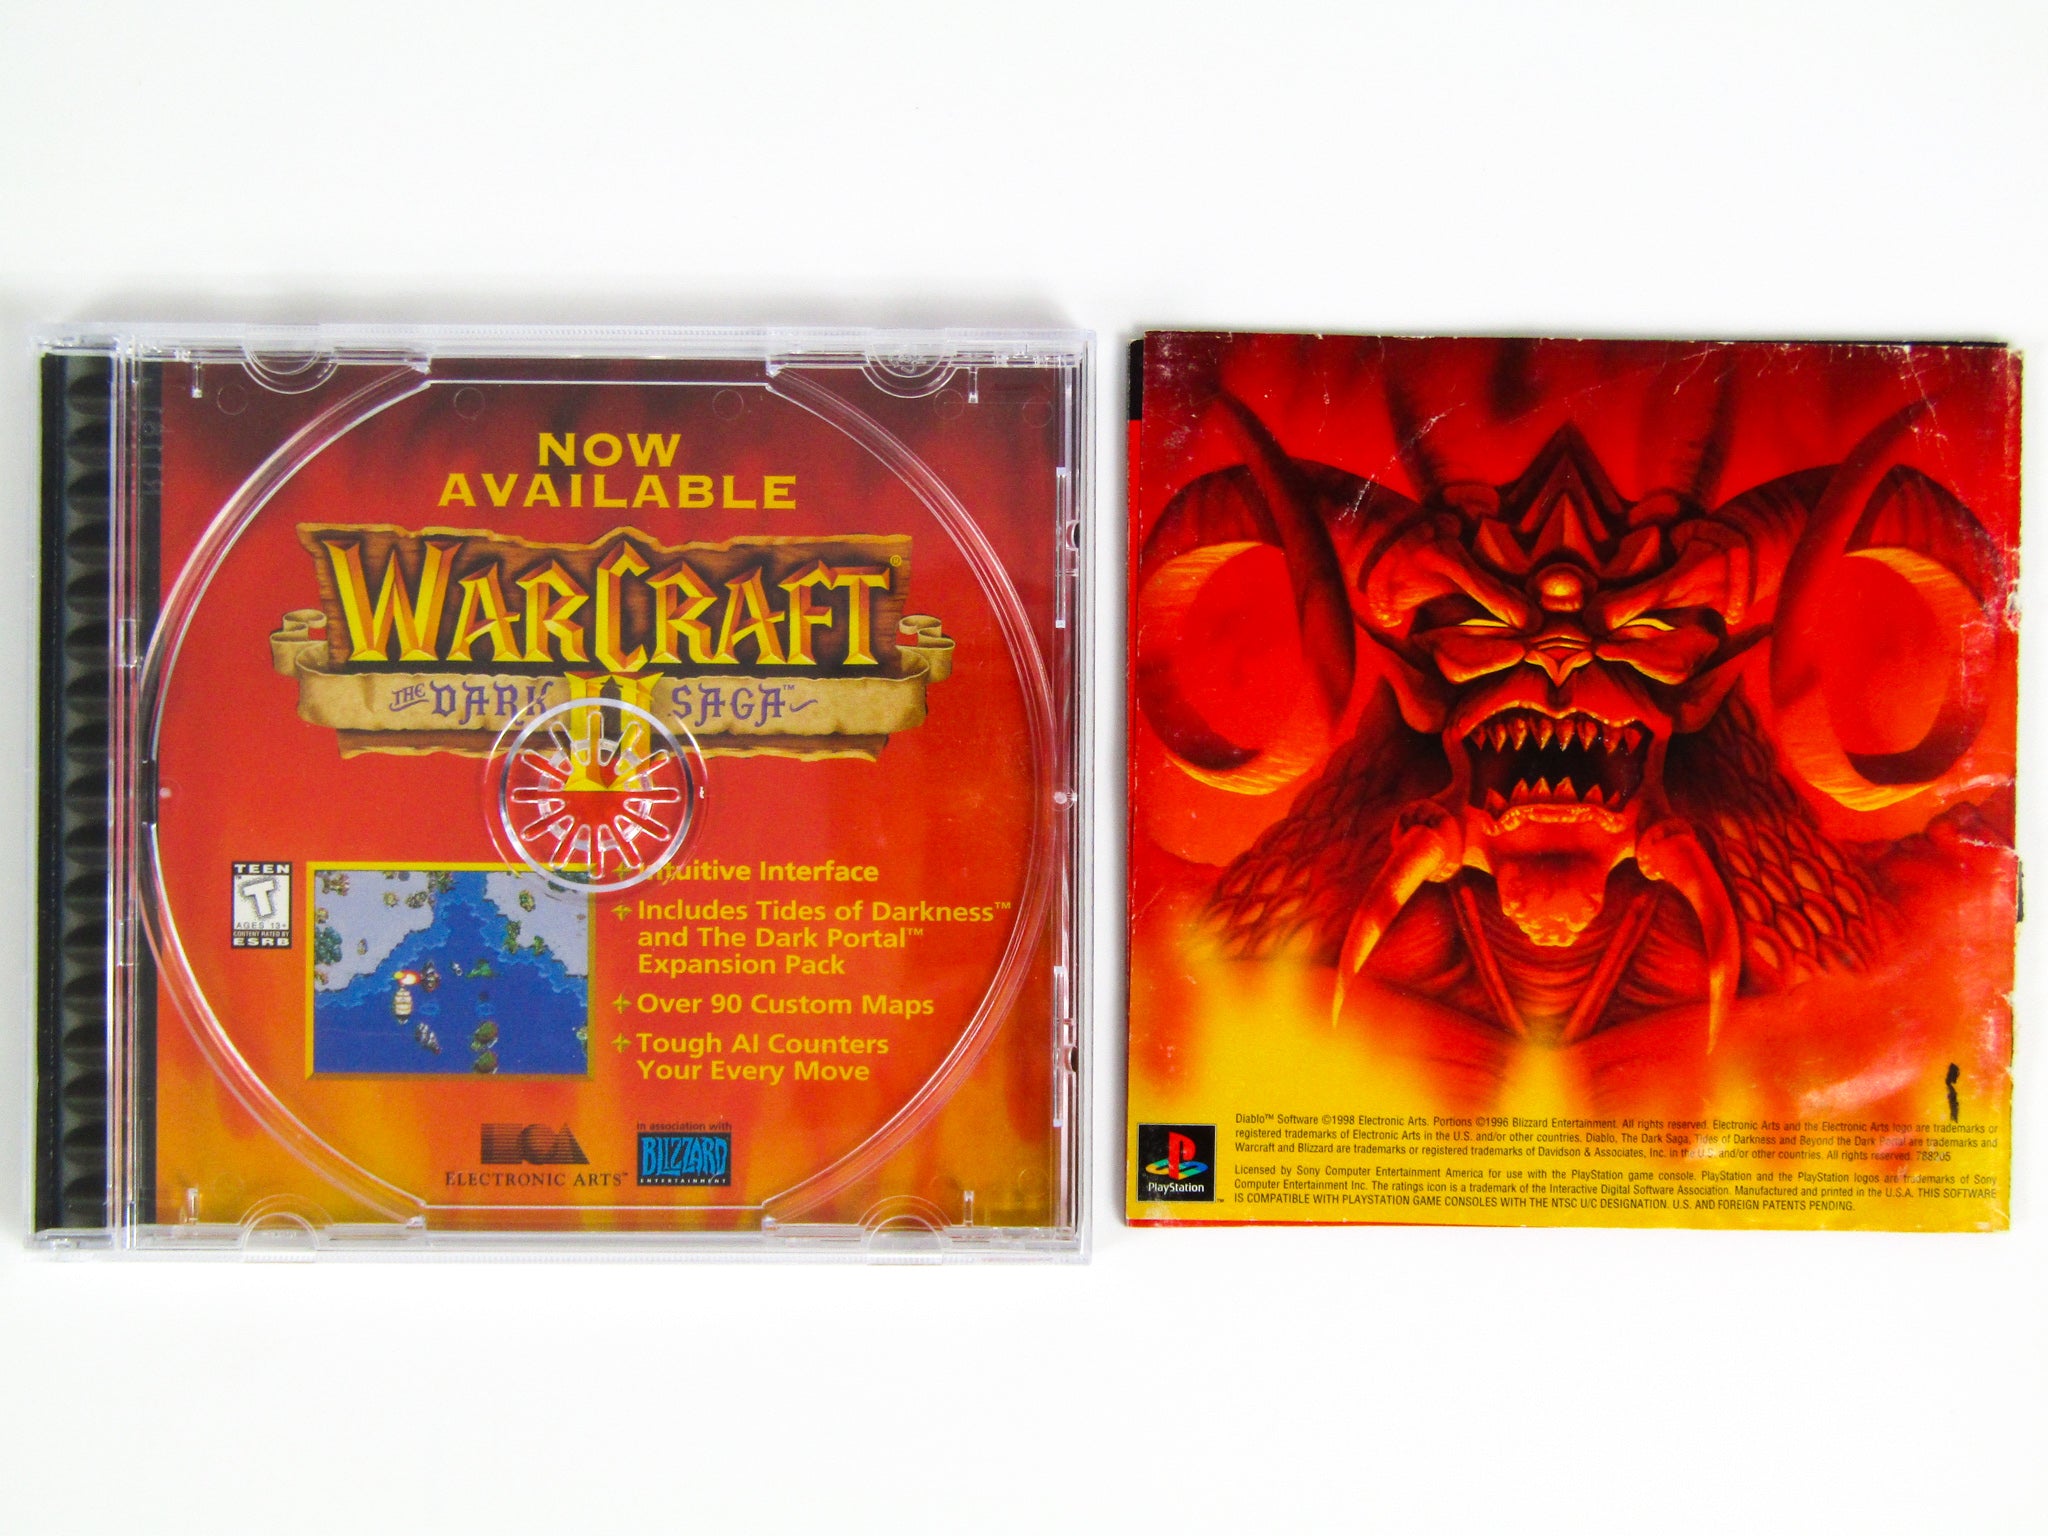 NOW
AVAILABLE
WARCRAFT®
II
THE DARK SAGA™
TEEN
T
AGES 13+
CONTENT RATED BY
ESRB
Intuitive Interface
Includes Tides of Darkness™
and The Dark Portal™
Expansion Pack
Over 90 Custom Maps
Tough AI Counters
Your Every Move
ELECTRONIC ARTS™
In association with
BLIZZARD
ENTERTAINMENT
Diablo™ Software ©1998 Electronic Arts. Portions ©1996 Blizzard Entertainment. All rights reserved. Electronic Arts and the Electronic Arts logo are trademarks or
registered trademarks of Electronic Arts in the U.S. and/or other countries. Diablo, The Dark Saga, Tides of Darkness and Beyond the Dark Portal are trademarks and
Warcraft and Blizzard are trademarks or registered trademarks of Davidson & Associates, Inc. in the U.S. and/or other countries. All rights reserved. 788205
Licensed by Sony Computer Entertainment America for use with the PlayStation game console. PlayStation and the PlayStation logos are trademarks of Sony
Computer Entertainment Inc. The ratings icon is a trademark of the Interactive Digital Software Association. Manufactured and printed in the U.S.A. THIS SOFTWARE
IS COMPATIBLE WITH PLAYSTATION GAME CONSOLES WITH THE NTSC U/C DESIGNATION. U.S. AND FOREIGN PATENTS PENDING.
PlayStation